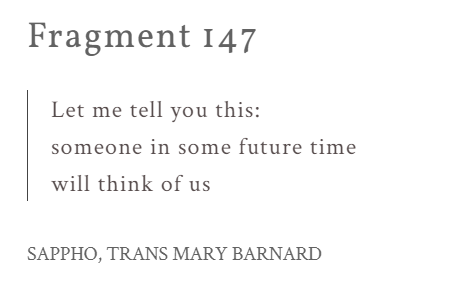 Fragment 147
Let me tell you this:
someone in some future time
will think of us
SAPPHO, TRANS MARY BARNARD